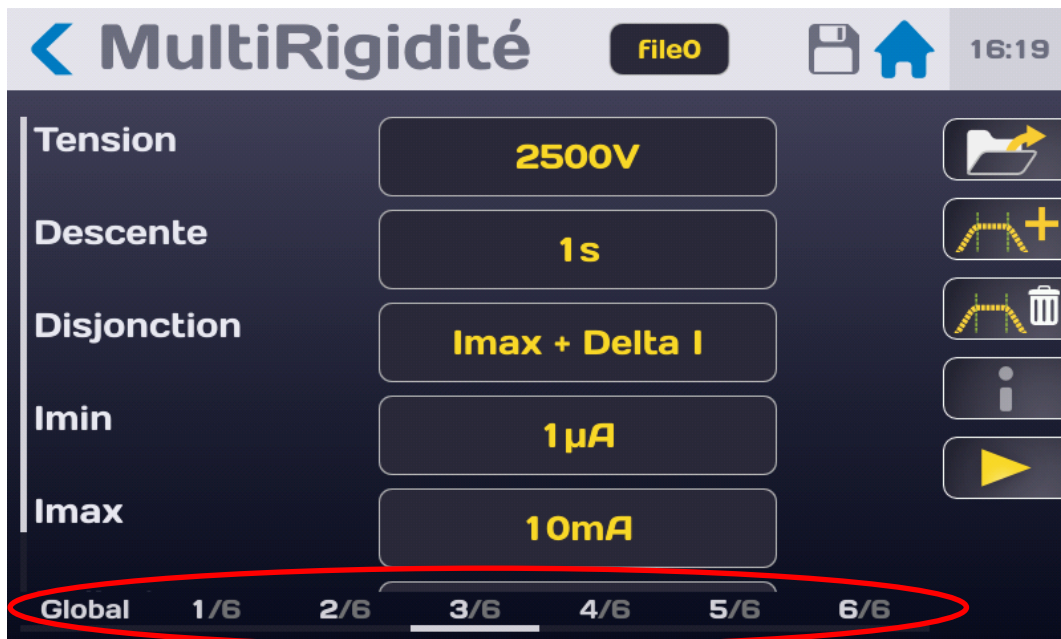 MultiRigidité file0 16:19
Tension 2500V
Descente 1s
Disjonction Imax + Delta I
Imin 1µA
Imax 10mA
Global 1/6 2/6 3/6 4/6 5/6 6/6